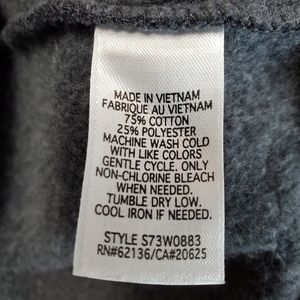 MADE IN VIETNAM
FABRIQUE AU VIETNAM
75% COTTON
25% POLYESTER
MACHINE WASH COLD
WITH LIKE COLORS
GENTLE CYCLE. ONLY
NON-CHLORINE BLEACH
WHEN NEEDED.
TUMBLE DRY LOW.
COOL IRON IF NEEDED.
STYLE S73W0883
RN#62136/CA#20625